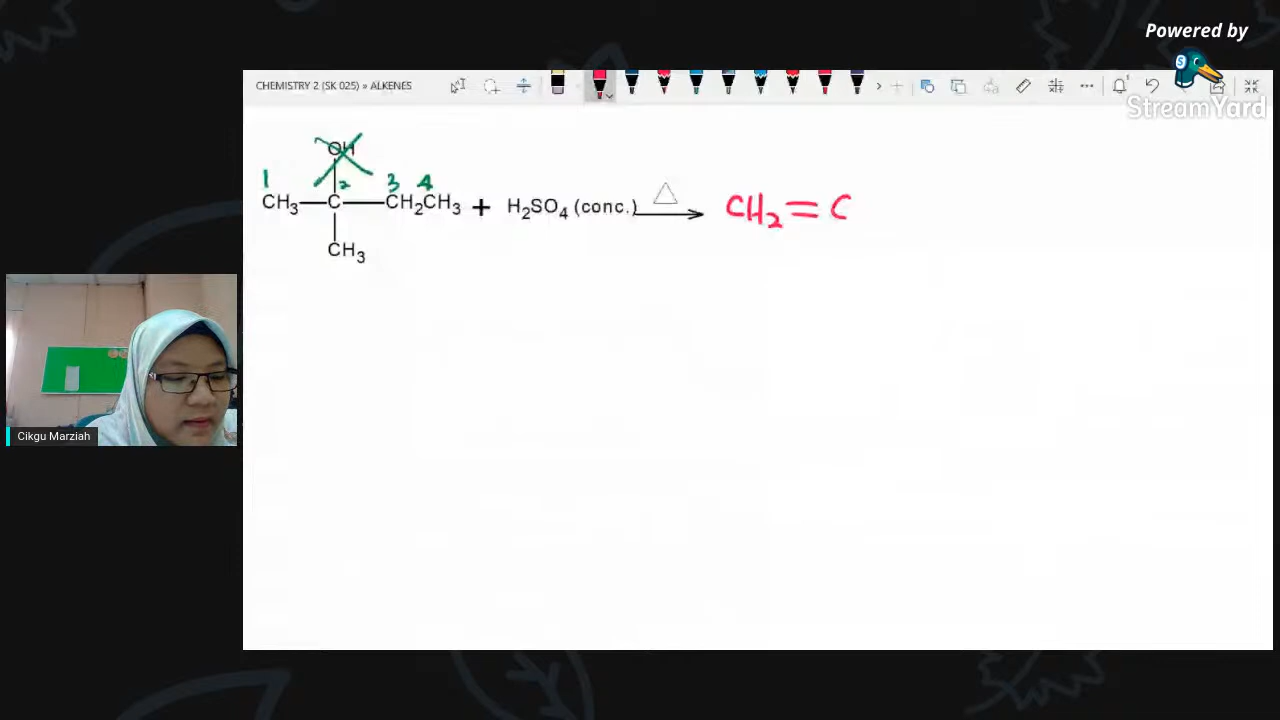 Powered by
StreamYard
CHEMISTRY 2 (SK 025) » ALKENES
OH
1 2 3 4
CH3—C—CH2CH3 + H2SO4 (conc.) △ → CH2=C
CH3
Cikgu Marziah